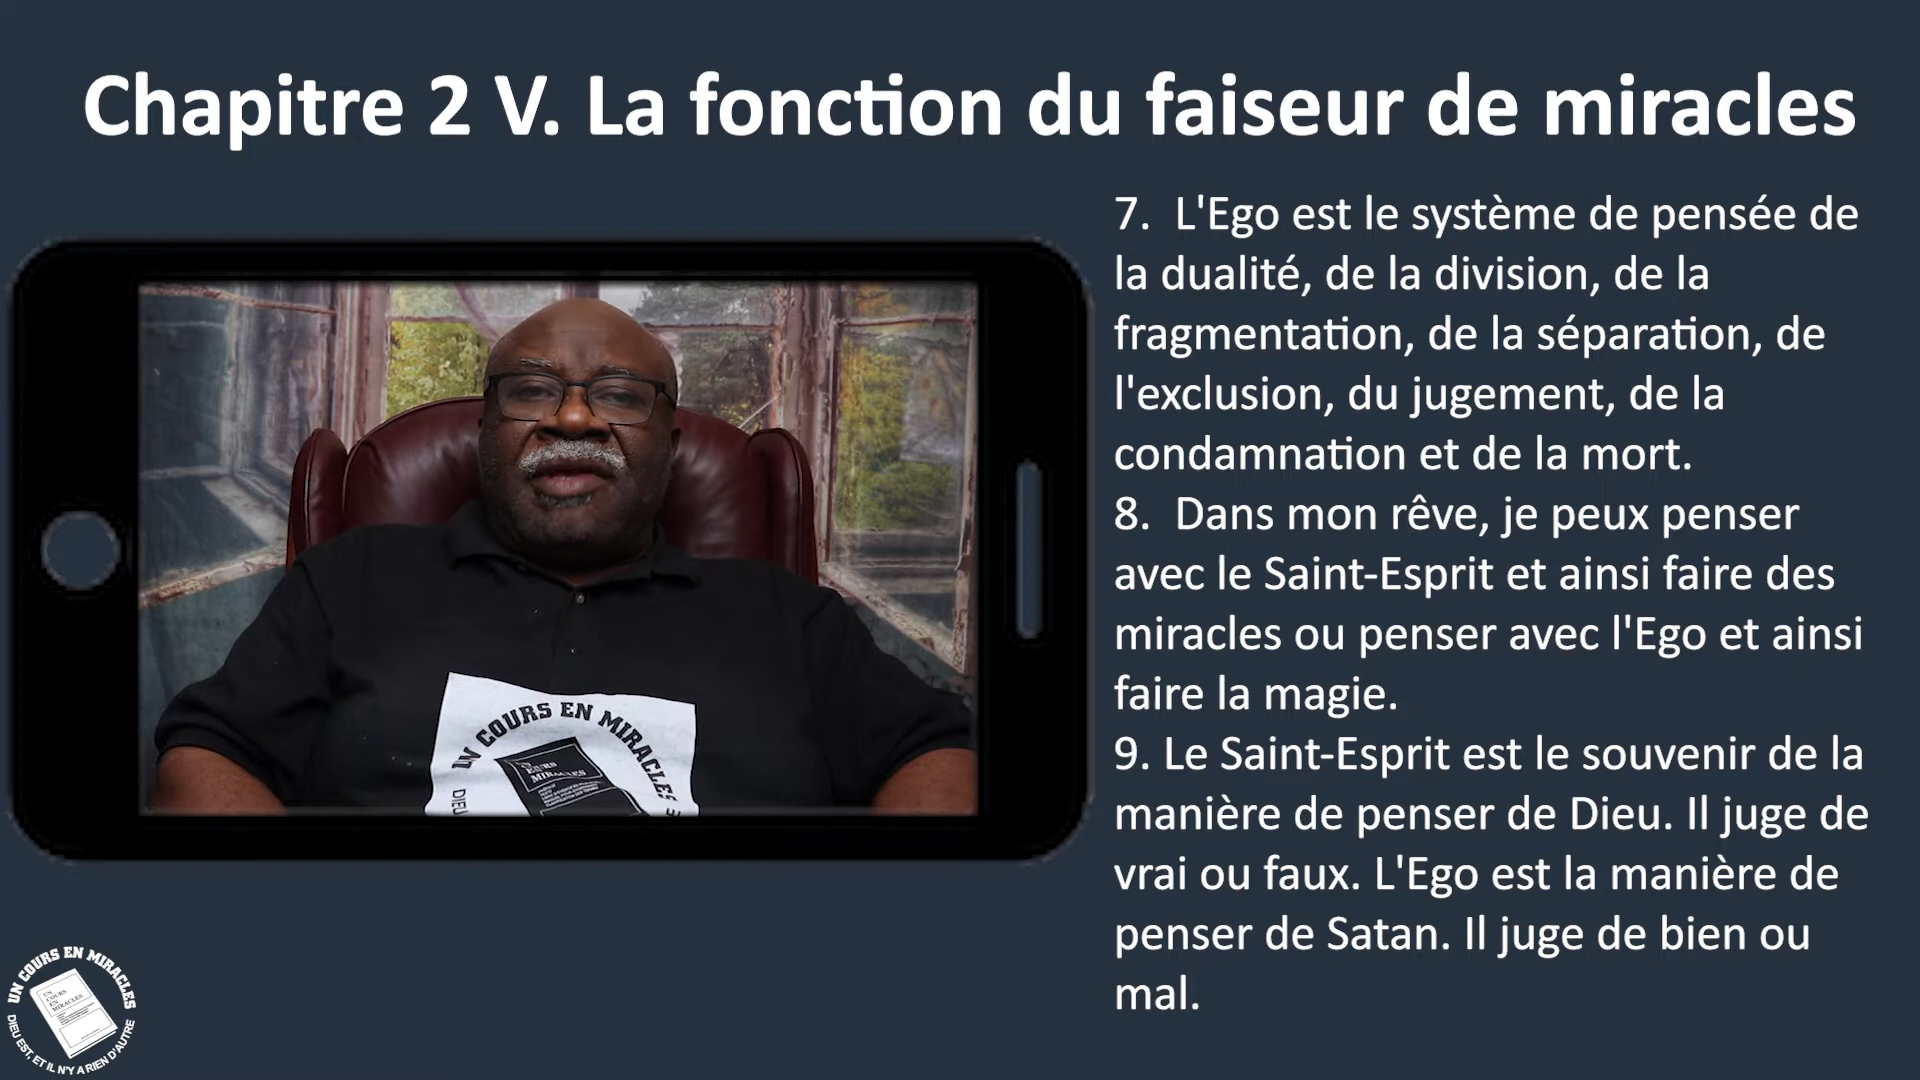 Chapitre 2 V. La fonction du faiseur de miracles
7. L'Ego est le système de pensée de
la dualité, de la division, de la
fragmentation, de la séparation, de
l'exclusion, du jugement, de la
condamnation et de la mort.
8. Dans mon rêve, je peux penser
avec le Saint-Esprit et ainsi faire des
miracles ou penser avec l'Ego et ainsi
faire la magie.
9. Le Saint-Esprit est le souvenir de la
manière de penser de Dieu. Il juge de
vrai ou faux. L'Ego est la manière de
penser de Satan. Il juge de bien ou
mal.
UN COURS EN MIRACLES
DIEU
UN COURS EN MIRACLES
UN
COURS
EN
MIRACLES
DIEU EST, ET IL N'Y A RIEN D'AUTRE